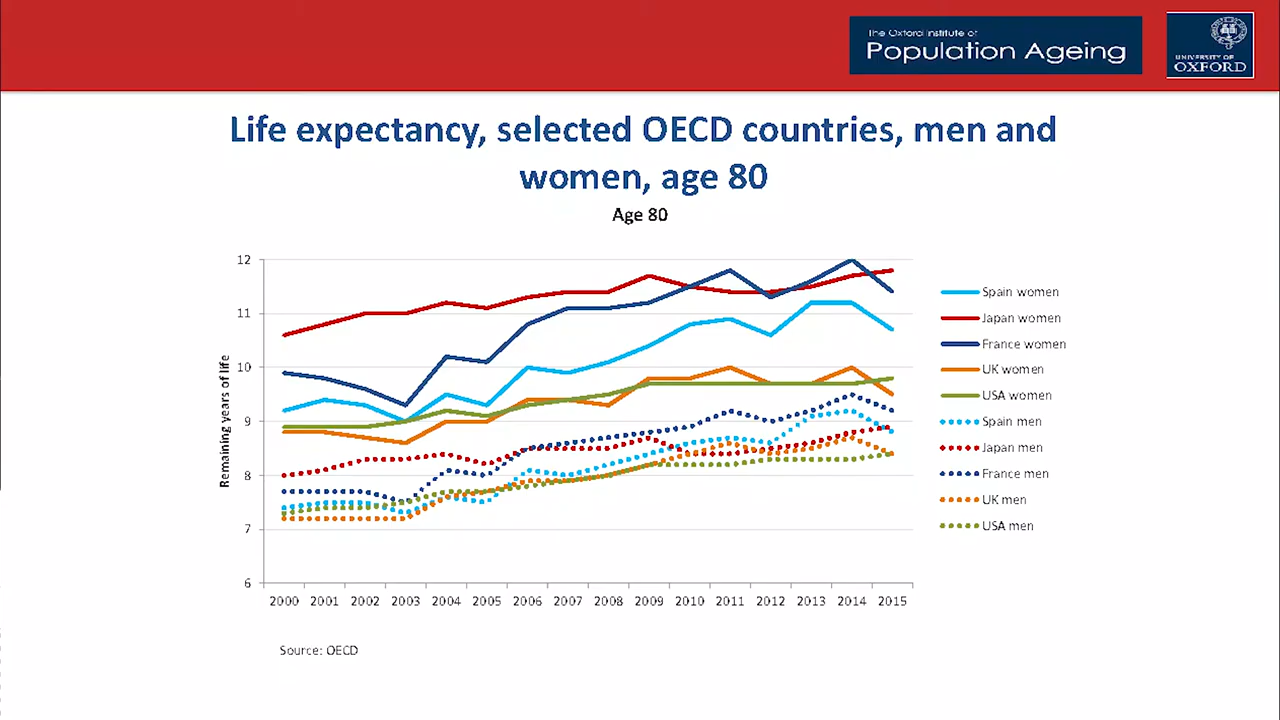 The Oxford Institute of
Population Ageing
UNIVERSITY OF
OXFORD
Life expectancy, selected OECD countries, men and
women, age 80
Age 80
Remaining years of life
12
11
10
9
8
7
6
2000 2001 2002 2003 2004 2005 2006 2007 2008 2009 2010 2011 2012 2013 2014 2015
Spain women
Japan women
France women
UK women
USA women
Spain men
Japan men
France men
UK men
USA men
Source: OECD